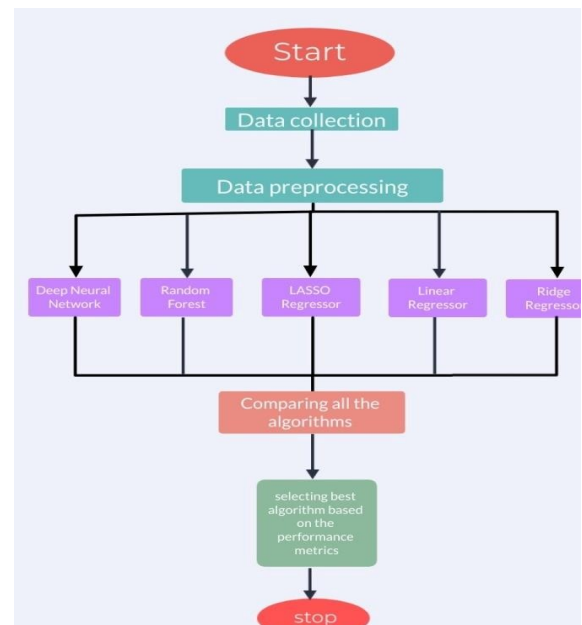 Start
Data collection
Data preprocessing
Deep Neural
Network
Random
Forest
LASSO
Regressor
Linear
Regressor
Ridge
Regressor
Comparing all the
algorithms
selecting best
algorithm based
on the
performance
metrics
stop